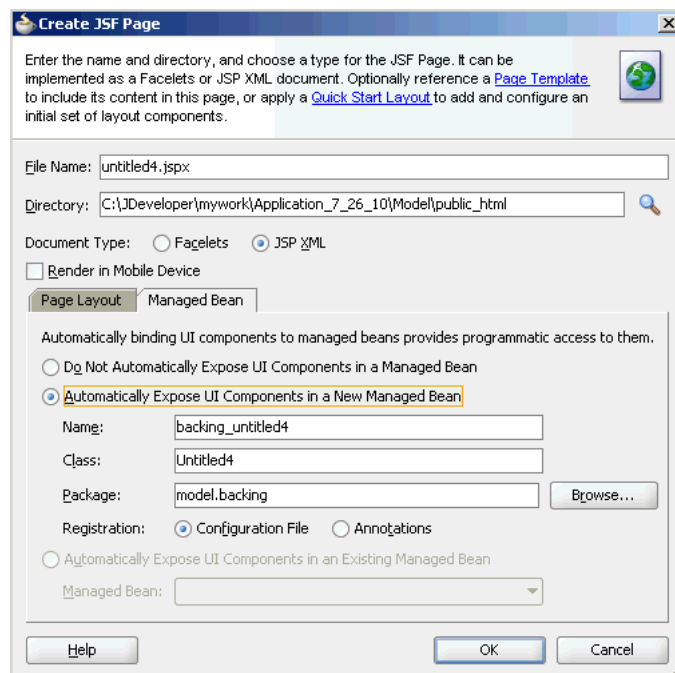 Create JSF Page
Enter the name and directory, and choose a type for the JSF Page. It can be
implemented as a Facelets or JSP XML document. Optionally reference a Page Template
to include its content in this page, or apply a Quick Start Layout to add and configure an
initial set of layout components.
File Name: untitled4.jspx
Directory: C:\JDeveloper\mywork\Application_7_26_10\Model\public_html
Document Type: Facelets JSP XML
Render in Mobile Device
Page Layout Managed Bean
Automatically binding UI components to managed beans provides programmatic access to them.
Do Not Automatically Expose UI Components in a Managed Bean
Automatically Expose UI Components in a New Managed Bean
Name: backing_untitled4
Class: Untitled4
Package: model.backing Browse...
Registration: Configuration File Annotations
Automatically Expose UI Components in an Existing Managed Bean
Managed Bean:
Help OK Cancel